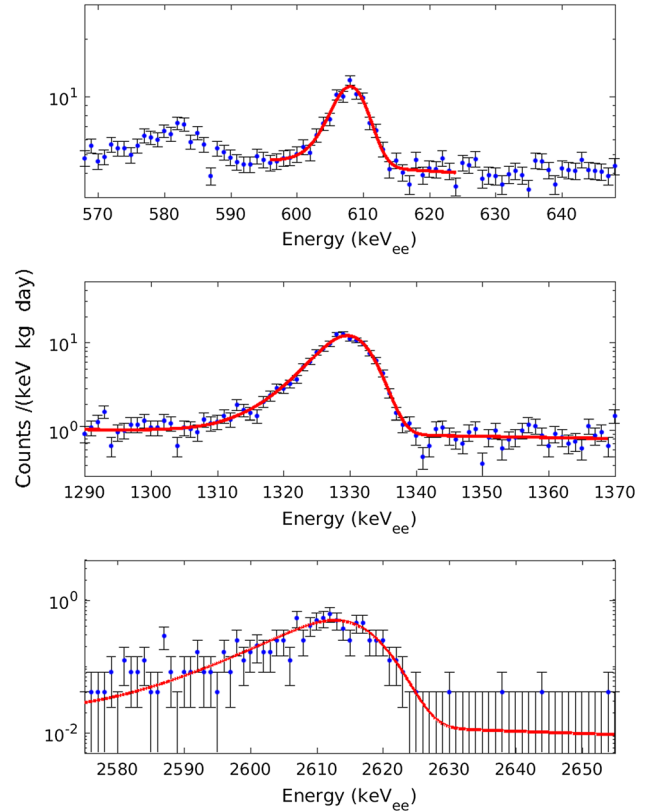 10¹
570 580 590 600 610 620 630 640
Energy (keVₑₑ)
Counts /(keV kg day)
10¹
10⁰
1290 1300 1310 1320 1330 1340 1350 1360 1370
Energy (keVₑₑ)
10⁰
10⁻²
2580 2590 2600 2610 2620 2630 2640 2650
Energy (keVₑₑ)